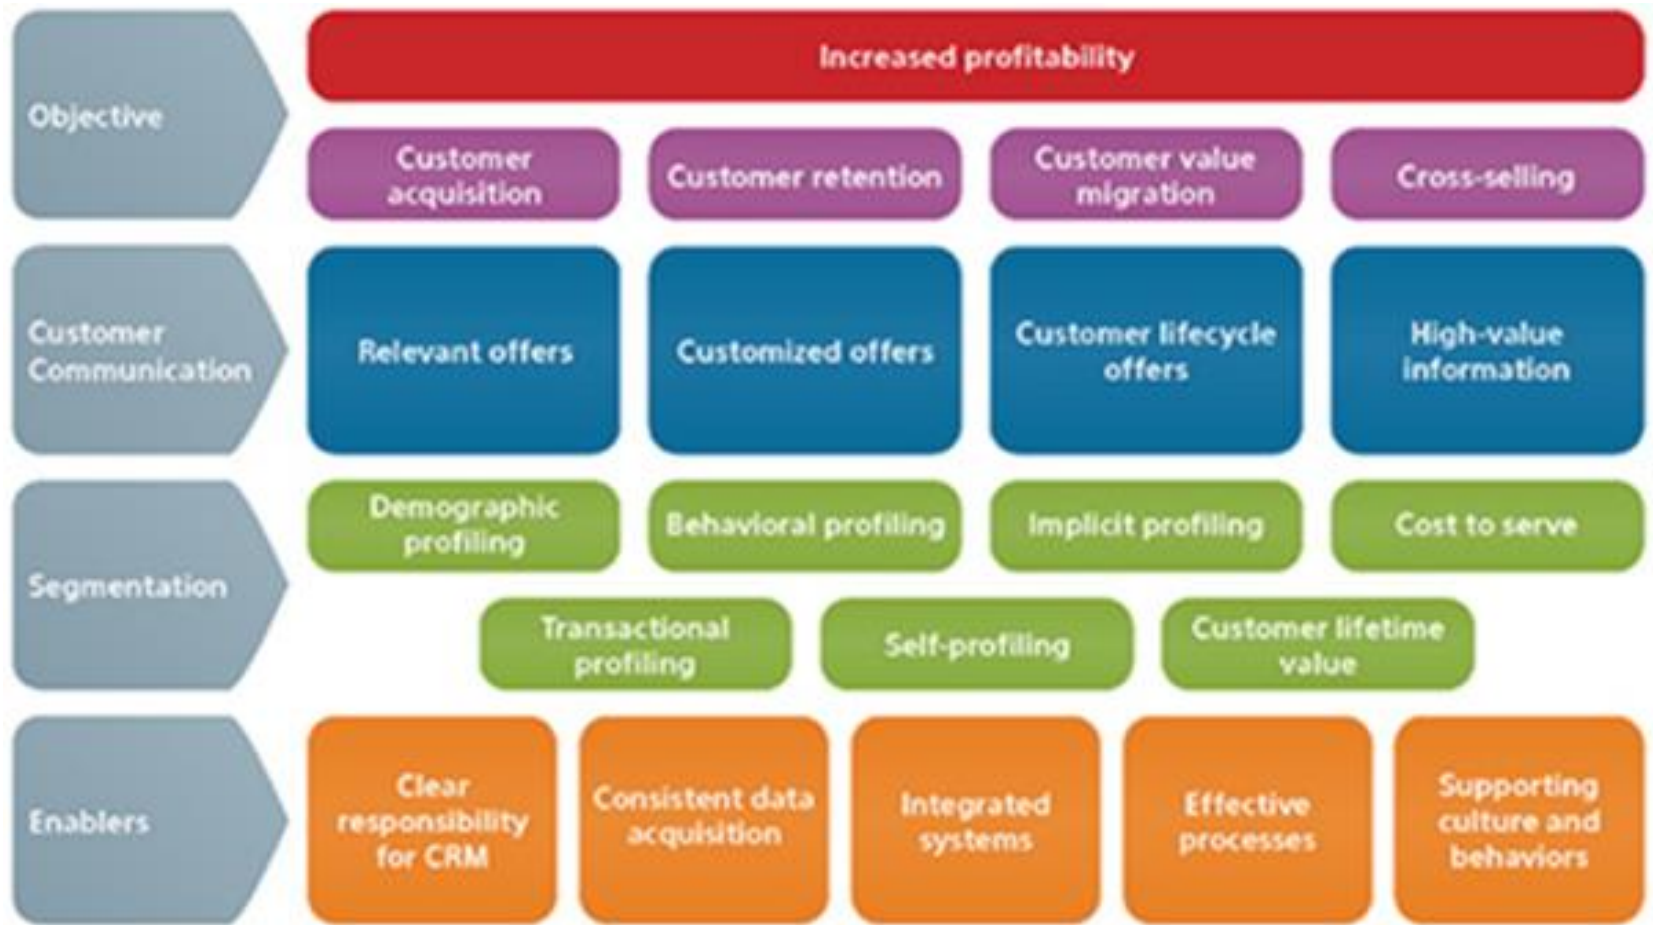 Objective
Increased profitability
Customer
acquisition
Customer retention
Customer value
migration
Cross-selling
Customer
Communication
Relevant offers
Customized offers
Customer lifecycle
offers
High-value
information
Segmentation
Demographic
profiling
Behavioral profiling
Implicit profiling
Cost to serve
Transactional
profiling
Self-profiling
Customer lifetime
value
Enablers
Clear
responsibility
for CRM
Consistent data
acquisition
Integrated
systems
Effective
processes
Supporting
culture and
behaviors